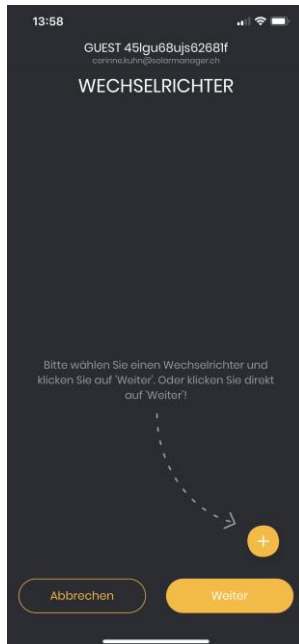 13:58
GUEST 45lgu68ujs6268lf
corinne.kuhn@solarmanager.ch
WECHSELRICHTER
Bitte wählen Sie einen Wechselrichter und
klicken Sie auf 'Weiter'. Oder klicken Sie direkt
auf 'Weiter'!
+
Abbrechen
Weiter